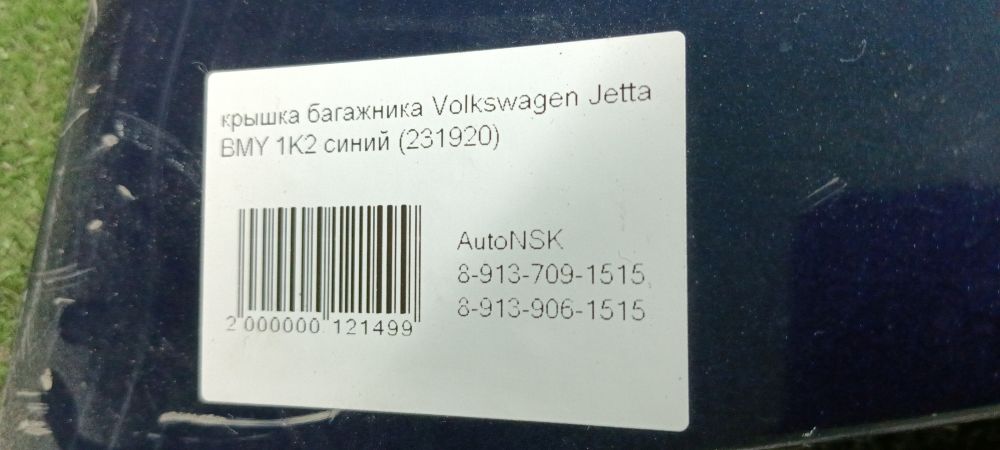 крышка багажника Volkswagen Jetta
BMY 1K2 синий (231920)
AutoNSK
8-913-709-1515
8-913-906-1515
2 000000 121499